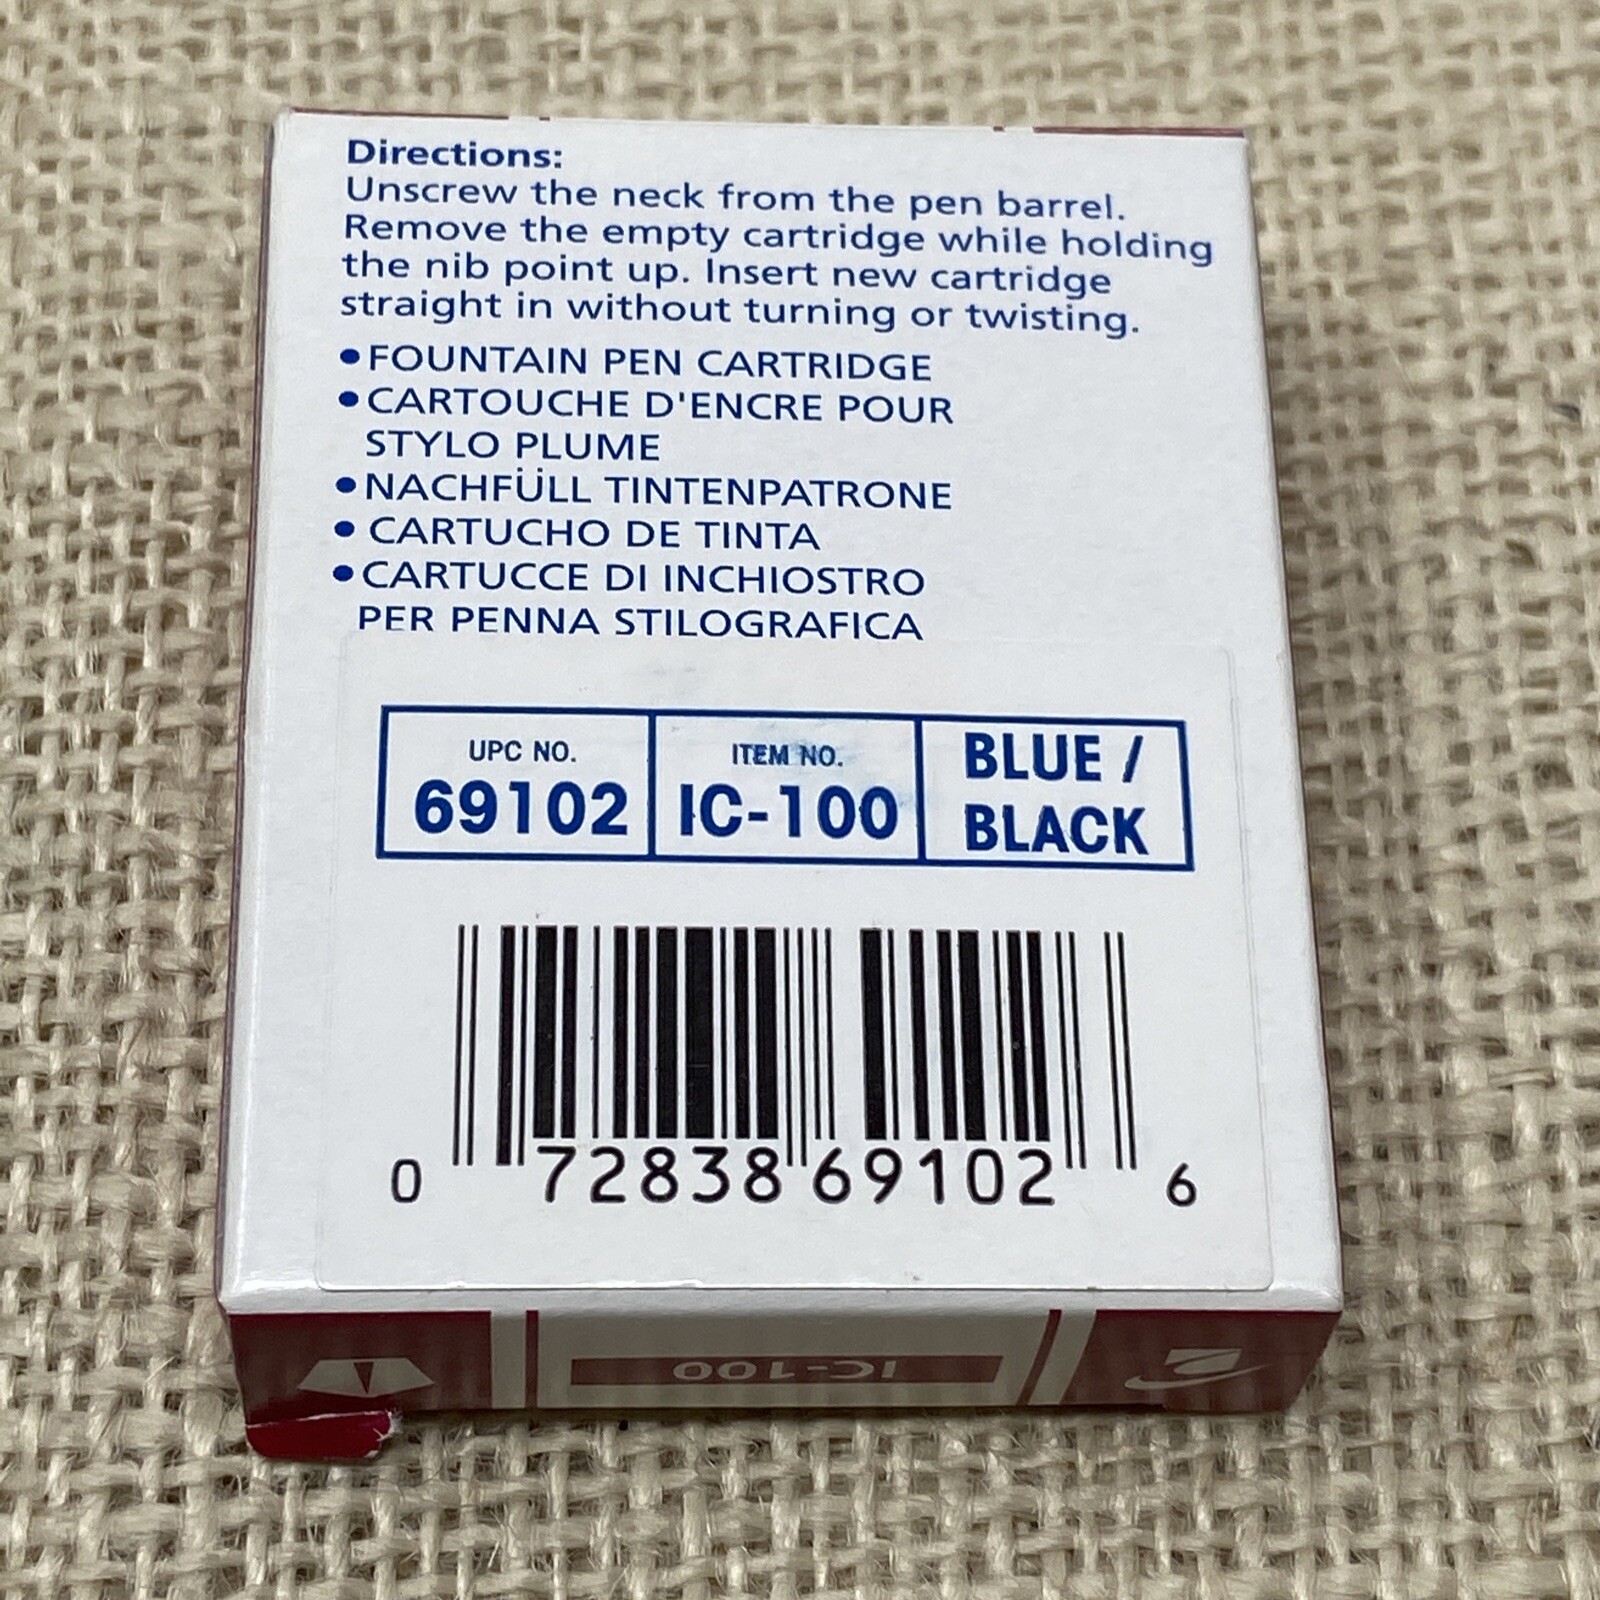 Directions:
Unscrew the neck from the pen barrel.
Remove the empty cartridge while holding
the nib point up. Insert new cartridge
straight in without turning or twisting.
•FOUNTAIN PEN CARTRIDGE
•CARTOUCHE D'ENCRE POUR
STYLO PLUME
•NACHFÜLL TINTENPATRONE
• CARTUCHO DE TINTA
•CARTUCCE DI INCHIOSTRO
PER PENNA STILOGRAFICA
UPC NO.
69102
ITEM NO.
IC-100
BLUE /
BLACK
0 72838 69102 6
IC-100